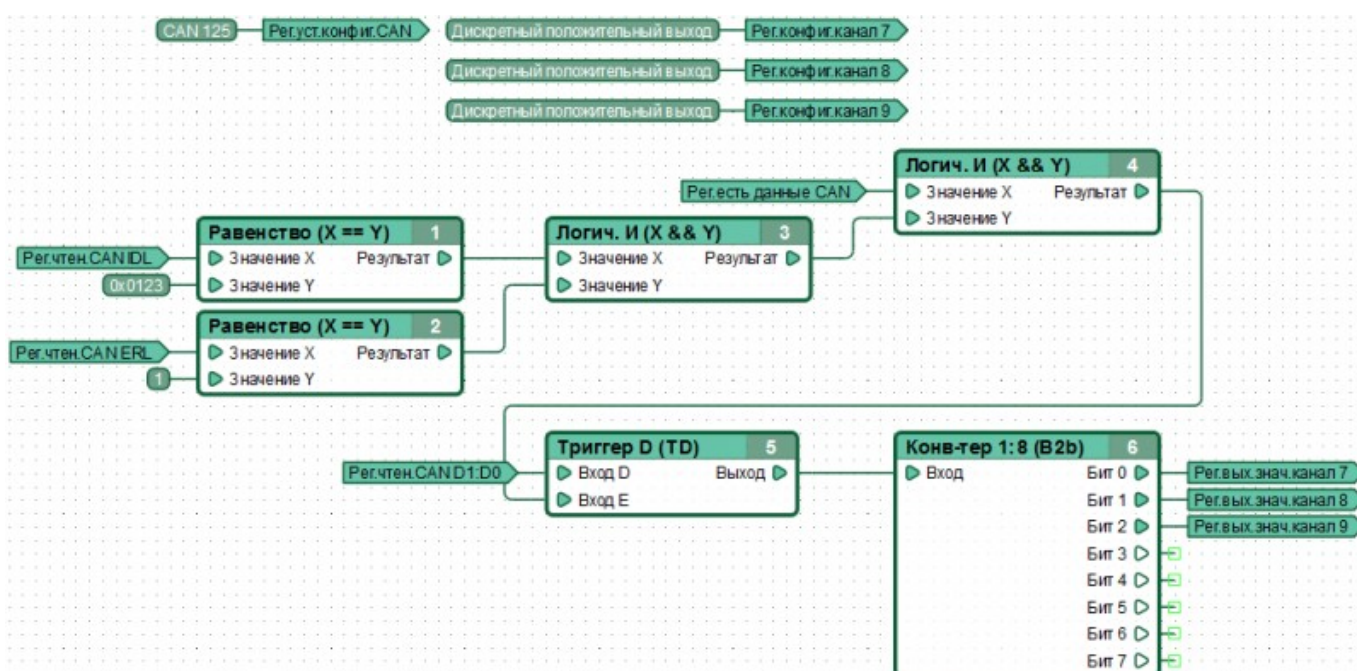 CAN 125 Рег.уст.конфиг.CAN Дискретный положительный выход Рег.конфиг.канал 7
Дискретный положительный выход Рег.конфиг.канал 8
Дискретный положительный выход Рег.конфиг.канал 9
Логич. И (X && Y) 4
Рег.есть данные CAN Значение X Результат
Значение Y
Равенство (X == Y) 1 Логич. И (X && Y) 3
Рег.чтен.CAN IDL Значение X Результат Значение X Результат
0x0123 Значение Y Значение Y
Равенство (X == Y) 2
Рег.чтен.CAN ERL Значение X Результат
1 Значение Y
Триггер D (TD) 5 Конв-тер 1:8 (B2b) 6
Рег.чтен.CAN D1:D0 Вход D Выход Вход Бит 0 Рег.вых.знач.канал 7
Вход E Бит 1 Рег.вых.знач.канал 8
Бит 2 Рег.вых.знач.канал 9
Бит 3
Бит 4
Бит 5
Бит 6
Бит 7